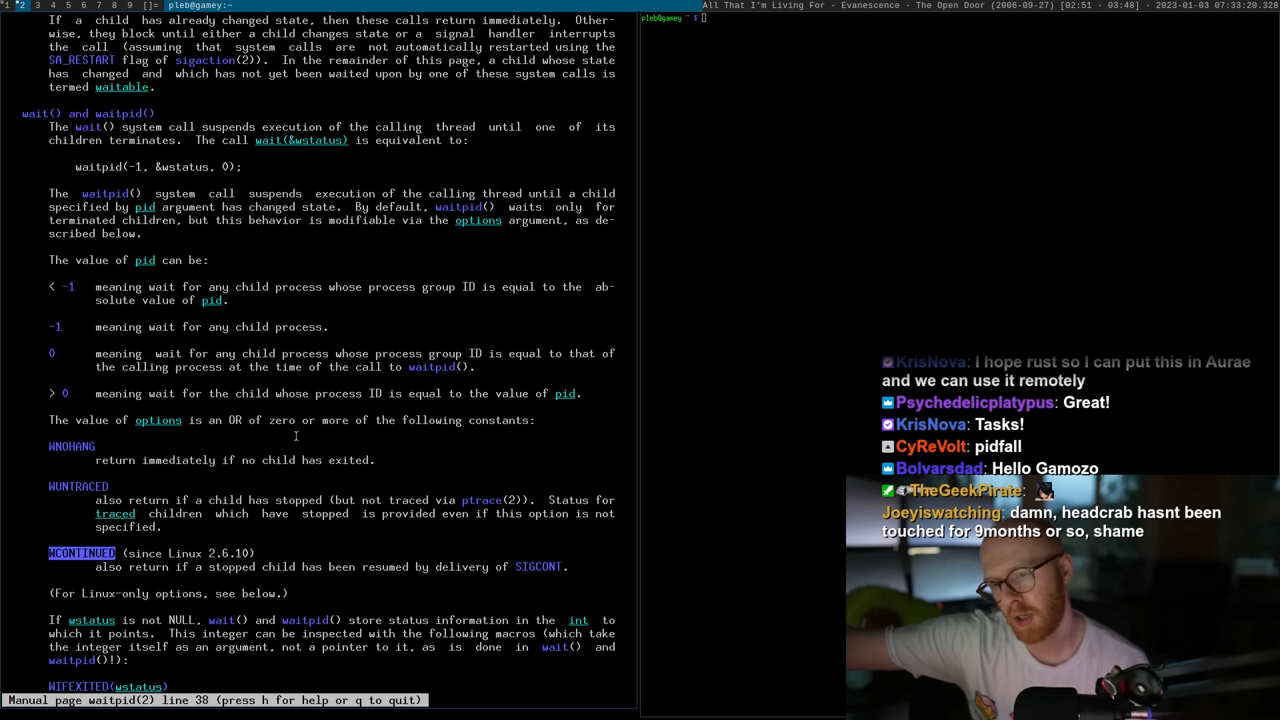 1 2 3 4 5 6 7 8 9 []= pleb@gamey:~
All That I'm Living For - Evanescence - The Open Door (2006-09-27) [02:51 - 03:48] - 2023-01-03 07:33:20.328
If a child has already changed state, then these calls return immediately. Other-
wise, they block until either a child changes state or a signal handler interrupts
the call (assuming that system calls are not automatically restarted using the
SA_RESTART flag of sigaction(2)). In the remainder of this page, a child whose state
has changed and which has not yet been waited upon by one of these system calls is
termed waitable.
wait() and waitpid()
The wait() system call suspends execution of the calling thread until one of its
children terminates. The call wait(&wstatus) is equivalent to:
waitpid(-1, &wstatus, 0);
The waitpid() system call suspends execution of the calling thread until a child
specified by pid argument has changed state. By default, waitpid() waits only for
terminated children, but this behavior is modifiable via the options argument, as de-
scribed below.
The value of pid can be:
< -1 meaning wait for any child process whose process group ID is equal to the ab-
solute value of pid.
-1 meaning wait for any child process.
0 meaning wait for any child process whose process group ID is equal to that of
the calling process at the time of the call to waitpid().
> 0 meaning wait for the child whose process ID is equal to the value of pid.
The value of options is an OR of zero or more of the following constants:
WNOHANG
return immediately if no child has exited.
WUNTRACED
also return if a child has stopped (but not traced via ptrace(2)). Status for
traced children which have stopped is provided even if this option is not
specified.
WCONTINUED (since Linux 2.6.10)
also return if a stopped child has been resumed by delivery of SIGCONT.
(For Linux-only options, see below.)
If wstatus is not NULL, wait() and waitpid() store status information in the int to
which it points. This integer can be inspected with the following macros (which take
the integer itself as an argument, not a pointer to it, as is done in wait() and
waitpid()!):
WIFEXITED(wstatus)
Manual page waitpid(2) line 38 (press h for help or q to quit)
pleb@gamey ~ $
KrisNova: I hope rust so I can put this in Aurae
and we can use it remotely
Psychedelicplatypus: Great!
KrisNova: Tasks!
CyReVolt: pidfall
Bolvarsdad: Hello Gamozo
TheGeekPirate:
Joeyiswatching: damn, headcrab hasnt been
touched for 9months or so, shame